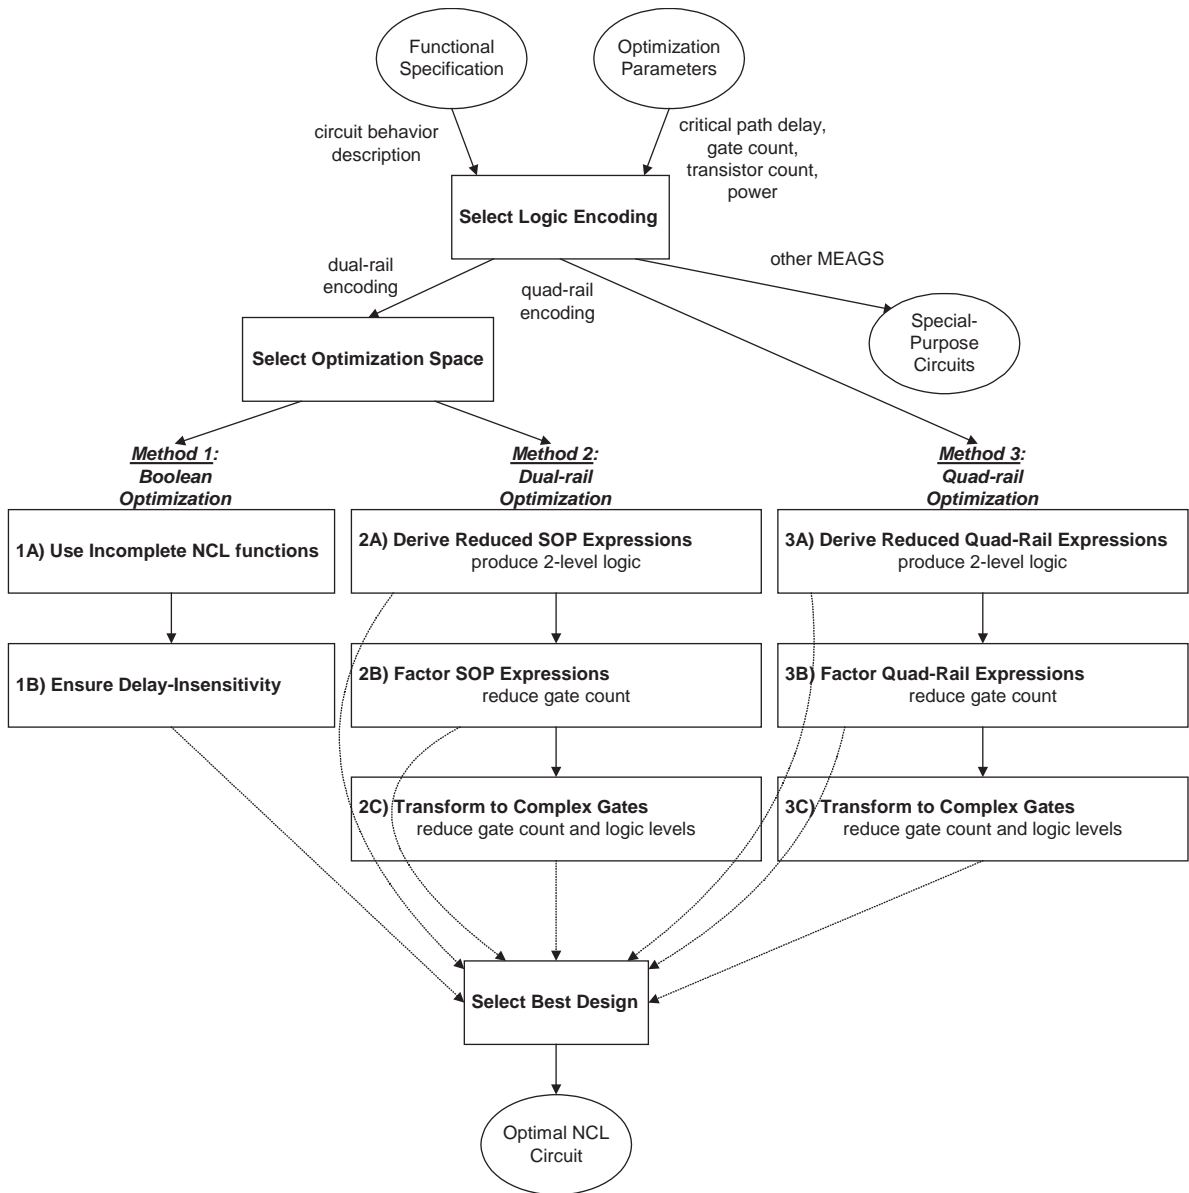 Functional
Specification
Optimization
Parameters
circuit behavior
description
critical path delay,
gate count,
transistor count,
power
Select Logic Encoding
dual-rail
encoding
quad-rail
encoding
other MEAGS
Special-
Purpose
Circuits
Select Optimization Space
Method 1:
Boolean
Optimization
Method 2:
Dual-rail
Optimization
Method 3:
Quad-rail
Optimization
1A) Use Incomplete NCL functions
2A) Derive Reduced SOP Expressions
produce 2-level logic
3A) Derive Reduced Quad-Rail Expressions
produce 2-level logic
1B) Ensure Delay-Insensitivity
2B) Factor SOP Expressions
reduce gate count
3B) Factor Quad-Rail Expressions
reduce gate count
2C) Transform to Complex Gates
reduce gate count and logic levels
3C) Transform to Complex Gates
reduce gate count and logic levels
Select Best Design
Optimal NCL
Circuit